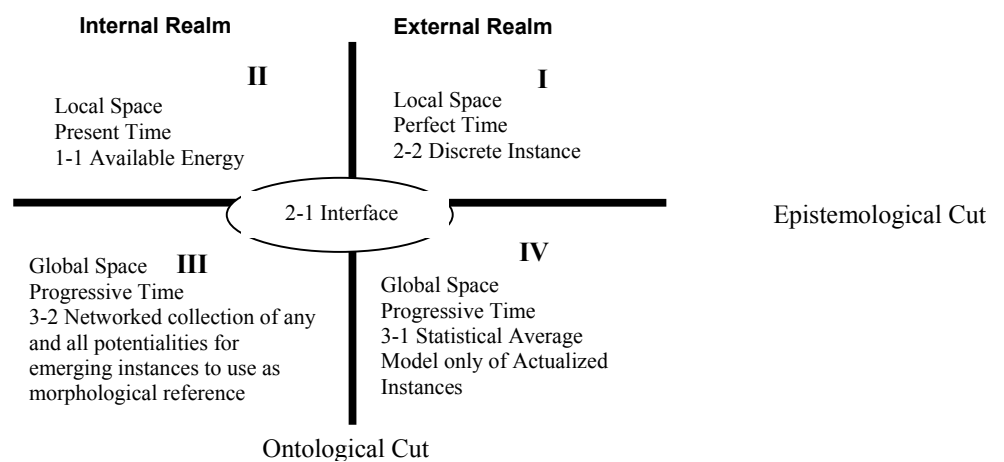 Internal Realm
External Realm
II
Local Space
Present Time
1-1 Available Energy
I
Local Space
Perfect Time
2-2 Discrete Instance
2-1 Interface
Epistemological Cut
Global Space III
Progressive Time
3-2 Networked collection of any
and all potentialities for
emerging instances to use as
morphological reference
IV
Global Space
Progressive Time
3-1 Statistical Average
Model only of Actualized
Instances
Ontological Cut